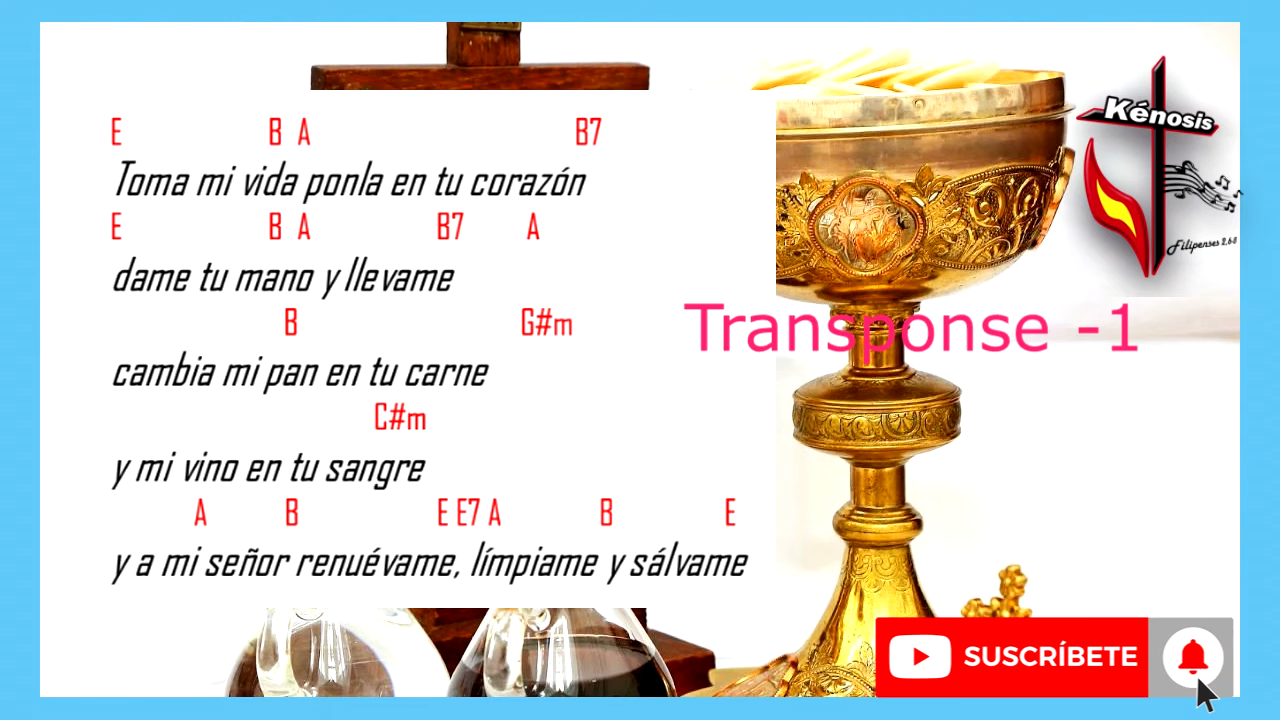 E B A B7
Toma mi vida ponla en tu corazón
E B A B7 A
dame tu mano y llevame
B G#m
cambia mi pan en tu carne
C#m
y mi vino en tu sangre
A B E E7 A B E
y a mi señor renuévame, límpiame y sálvame
Kénosis
Filipenses 2,6-8
Transponse -1
SUSCRÍBETE